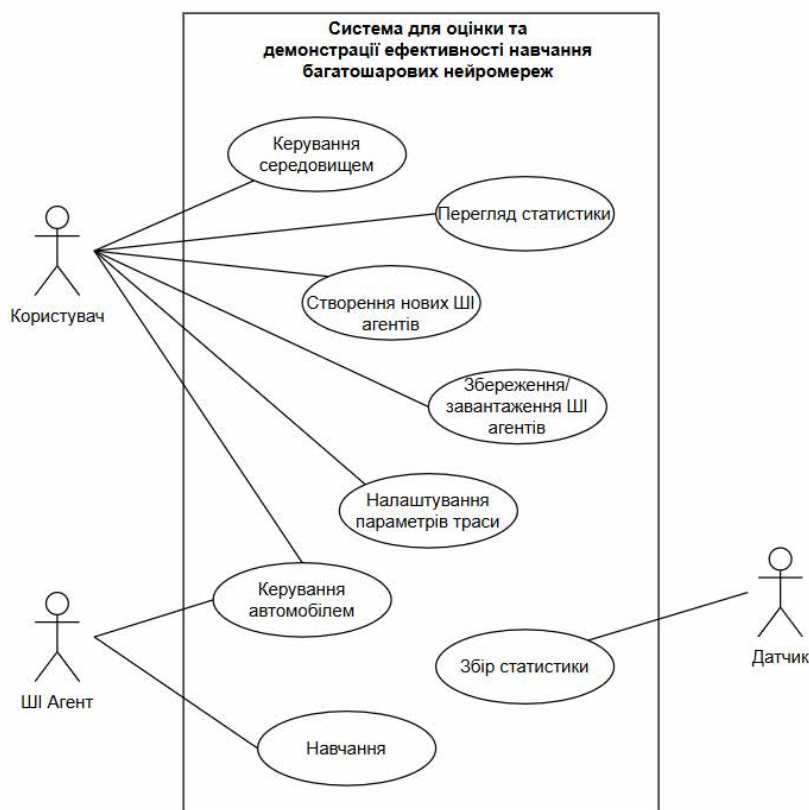 Система для оцінки та
демонстрації ефективності навчання
багатошарових нейромереж
Керування
середовищем
Перегляд статистики
Користувач
Створення нових ШІ
агентів
Збереження/
завантаження ШІ
агентів
Налаштування
параметрів траси
Керування
автомобілем
ШІ Агент
Збір статистики
Датчик
Навчання